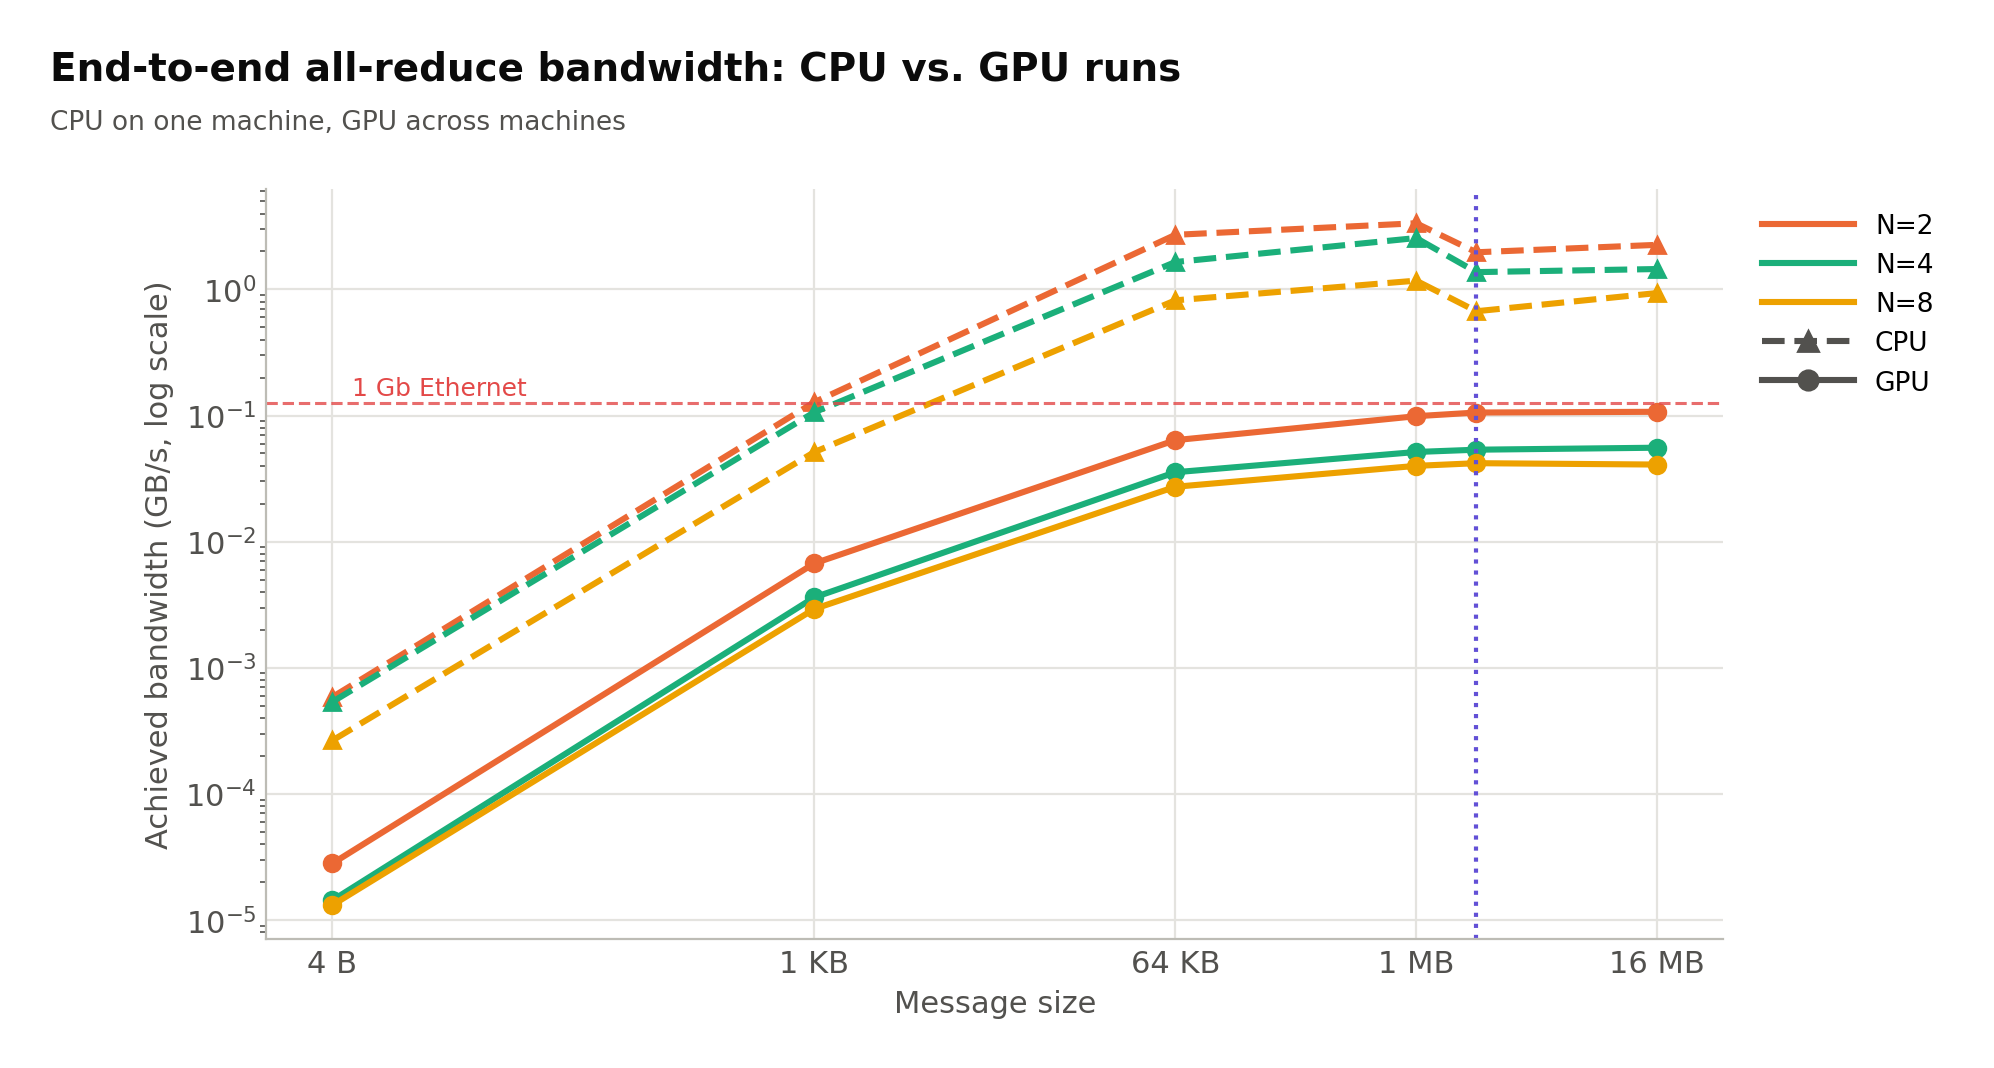 End-to-end all-reduce bandwidth: CPU vs. GPU runs
CPU on one machine, GPU across machines
N=2
N=4
N=8
CPU
GPU
1 Gb Ethernet
Achieved bandwidth (GB/s, log scale)
10⁰
10⁻¹
10⁻²
10⁻³
10⁻⁴
10⁻⁵
4 B
1 KB
64 KB
1 MB
16 MB
Message size